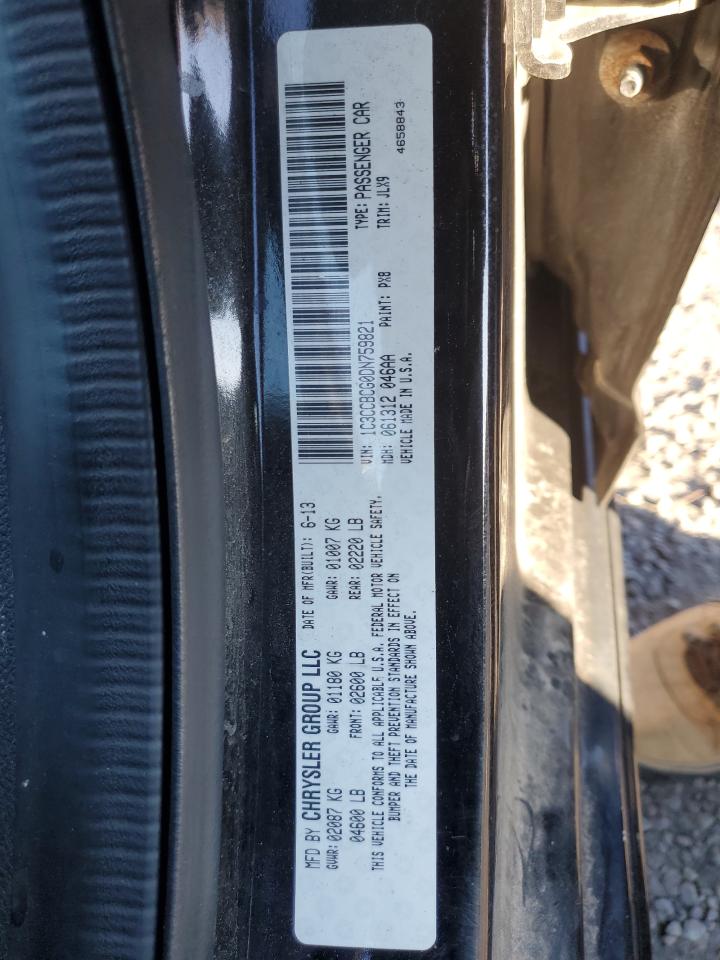 MFD BY CHRYSLER GROUP LLC DATE OF MFR(BUILT): 6-13
GVWR: 02087 KG GAWR: 01180 KG GAWR: 01007 KG
04600 LB FRONT: 02600 LB REAR: 02220 LB
THIS VEHICLE CONFORMS TO ALL APPLICABLE U.S.A. FEDERAL MOTOR VEHICLE SAFETY,
BUMPER AND THEFT PREVENTION STANDARDS IN EFFECT ON
THE DATE OF MANUFACTURE SHOWN ABOVE.
VIN: 1C3CCBCG0DN759821 TYPE: PASSENGER CAR
MDH: 061312 046AA PAINT: PXB TRIM: JLX9
VEHICLE MADE IN U.S.A.
4658843